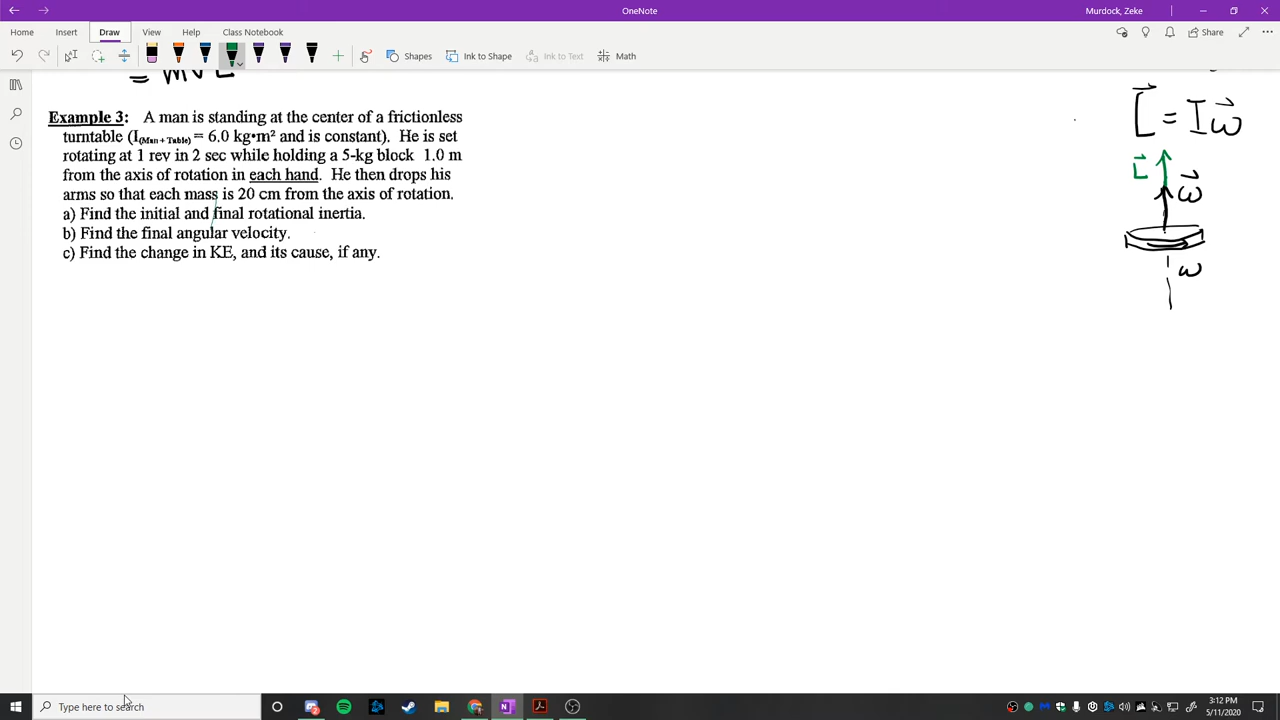 OneNote
Murdock, Zeke
Home Insert Draw View Help Class Notebook
Share
Shapes Ink to Shape Ink to Text Math
= mvL
Example 3: A man is standing at the center of a frictionless
turntable (I(Man + Table) = 6.0 kg•m² and is constant). He is set
rotating at 1 rev in 2 sec while holding a 5-kg block 1.0 m
from the axis of rotation in each hand. He then drops his
arms so that each mass is 20 cm from the axis of rotation.
a) Find the initial and final rotational inertia.
b) Find the final angular velocity.
c) Find the change in KE, and its cause, if any.
L⃗ = Iω⃗
L⃗
ω⃗
ω
Type here to search
3:12 PM
5/11/2020